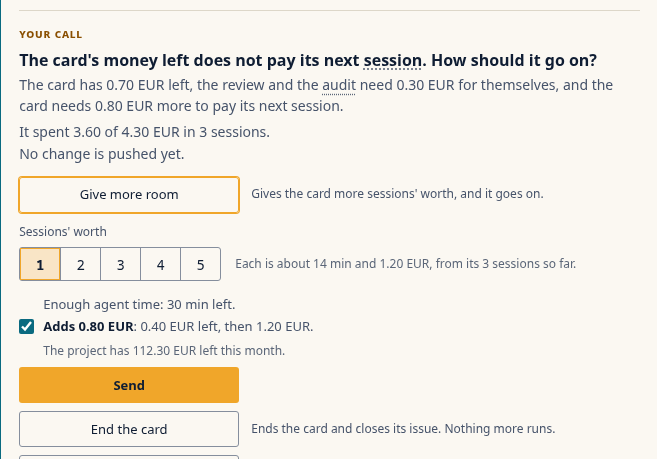 YOUR CALL
The card's money left does not pay its next session. How should it go on?
The card has 0.70 EUR left, the review and the audit need 0.30 EUR for themselves, and the
card needs 0.80 EUR more to pay its next session.
It spent 3.60 of 4.30 EUR in 3 sessions.
No change is pushed yet.
Give more room Gives the card more sessions' worth, and it goes on.
Sessions' worth
1 2 3 4 5 Each is about 14 min and 1.20 EUR, from its 3 sessions so far.
Enough agent time: 30 min left.
Adds 0.80 EUR: 0.40 EUR left, then 1.20 EUR.
The project has 112.30 EUR left this month.
Send
End the card Ends the card and closes its issue. Nothing more runs.